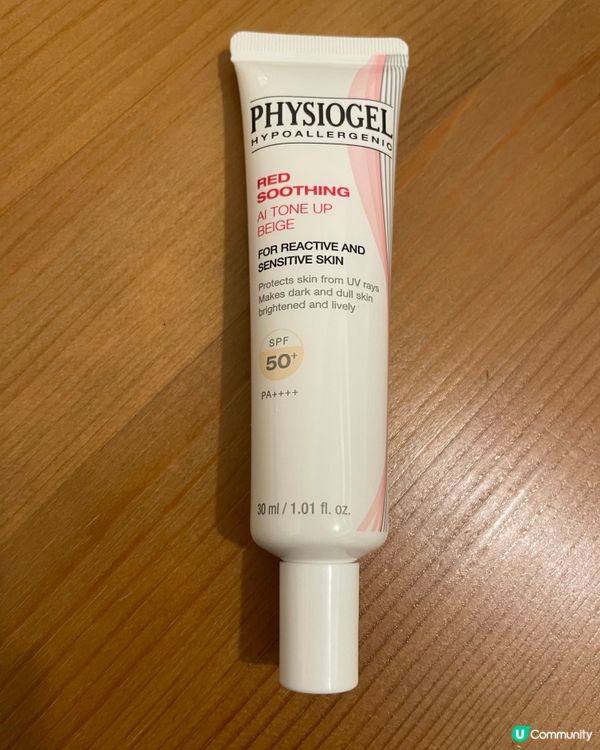 PHYSIOGEL
HYPOALLERGENIC
RED
SOOTHING
AI TONE UP
BEIGE
FOR REACTIVE AND
SENSITIVE SKIN
Protects skin from UV rays
Makes dark and dull skin
brightened and lively
SPF
50+
PA++++
30 ml / 1.01 fl. oz.
U Community